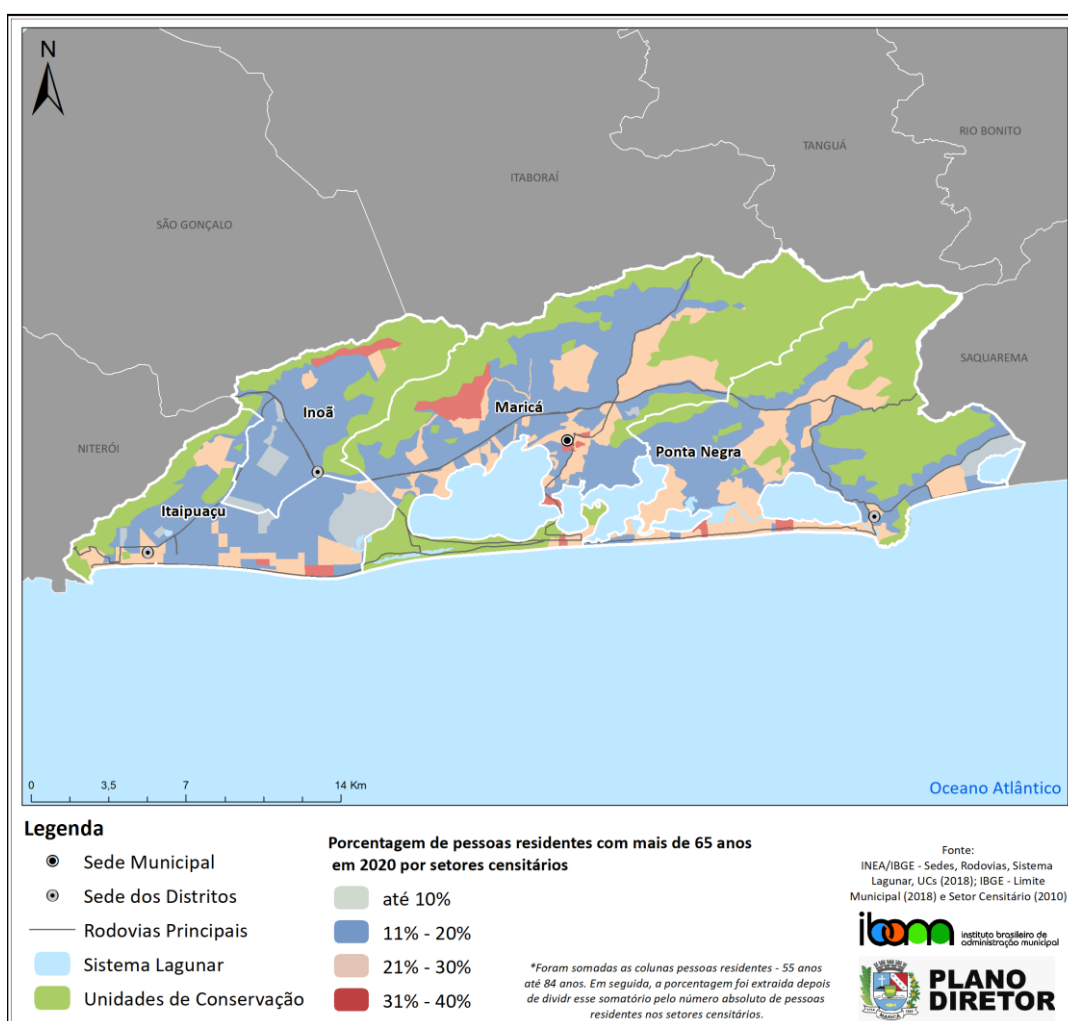 N
RIO BONITO
TANGUÁ
ITABORAÍ
SÃO GONÇALO
SAQUAREMA
Inoã
Maricá
NITERÓI
Ponta Negra
Itaipuaçu
0 3,5 7 14 Km
Oceano Atlântico
Legenda
Sede Municipal
Sede dos Distritos
Rodovias Principais
Sistema Lagunar
Unidades de Conservação
Porcentagem de pessoas residentes com mais de 65 anos
em 2020 por setores censitários
até 10%
11% - 20%
21% - 30%
31% - 40%
*Foram somadas as colunas pessoas residentes - 55 anos
até 84 anos. Em seguida, a porcentagem foi extraida depois
de dividr esse somatório pelo número absoluto de pessoas
residentes nos setores censitários.
Fonte:
INEA/IBGE - Sedes, Rodovias, Sistema
Lagunar, UCs (2018); IBGE - Limite
Municipal (2018) e Setor Censitário (2010)
ibam
instituto brasileiro de
administração municipal
PLANO
DIRETOR